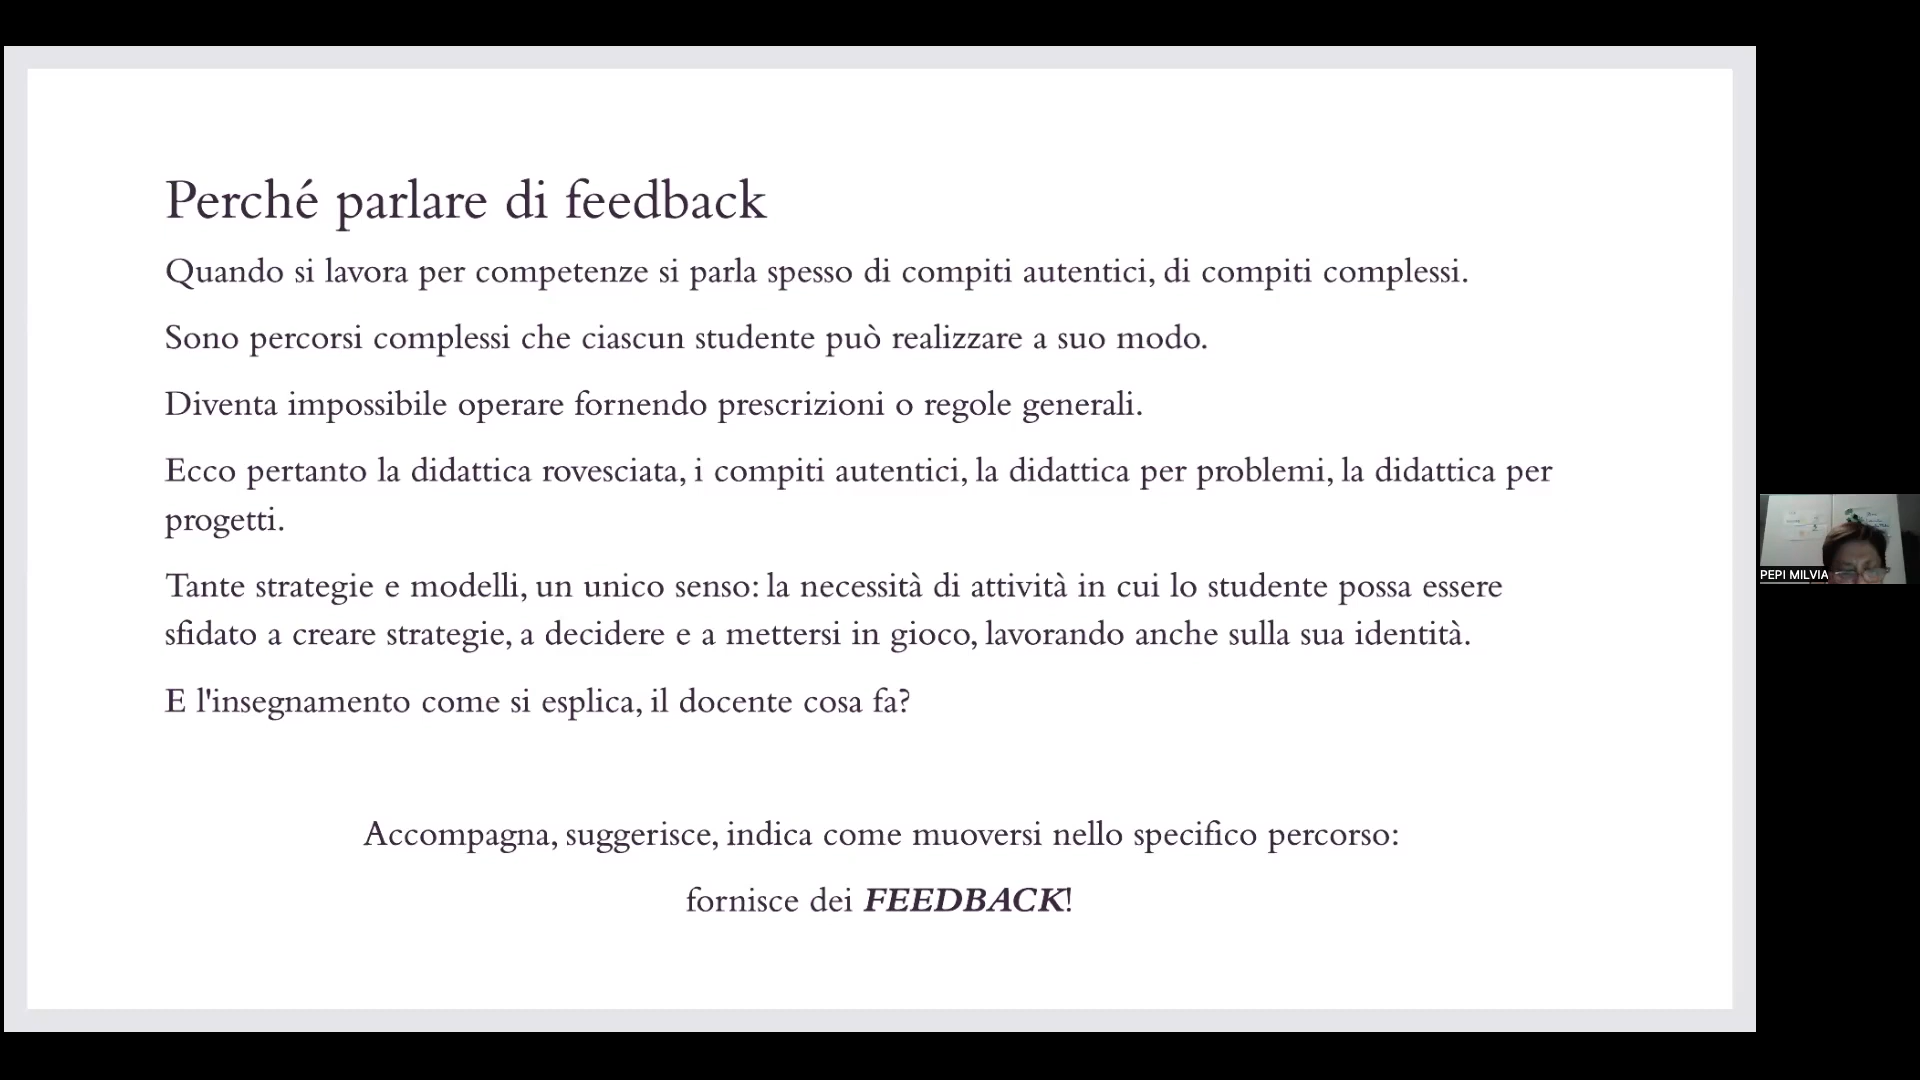 Perché parlare di feedback
Quando si lavora per competenze si parla spesso di compiti autentici, di compiti complessi.
Sono percorsi complessi che ciascun studente può realizzare a suo modo.
Diventa impossibile operare fornendo prescrizioni o regole generali.
Ecco pertanto la didattica rovesciata, i compiti autentici, la didattica per problemi, la didattica per
progetti.
Tante strategie e modelli, un unico senso: la necessità di attività in cui lo studente possa essere
sfidato a creare strategie, a decidere e a mettersi in gioco, lavorando anche sulla sua identità.
E l'insegnamento come si esplica, il docente cosa fa?
Accompagna, suggerisce, indica come muoversi nello specifico percorso:
fornisce dei FEEDBACK!
PEPI MILVIA